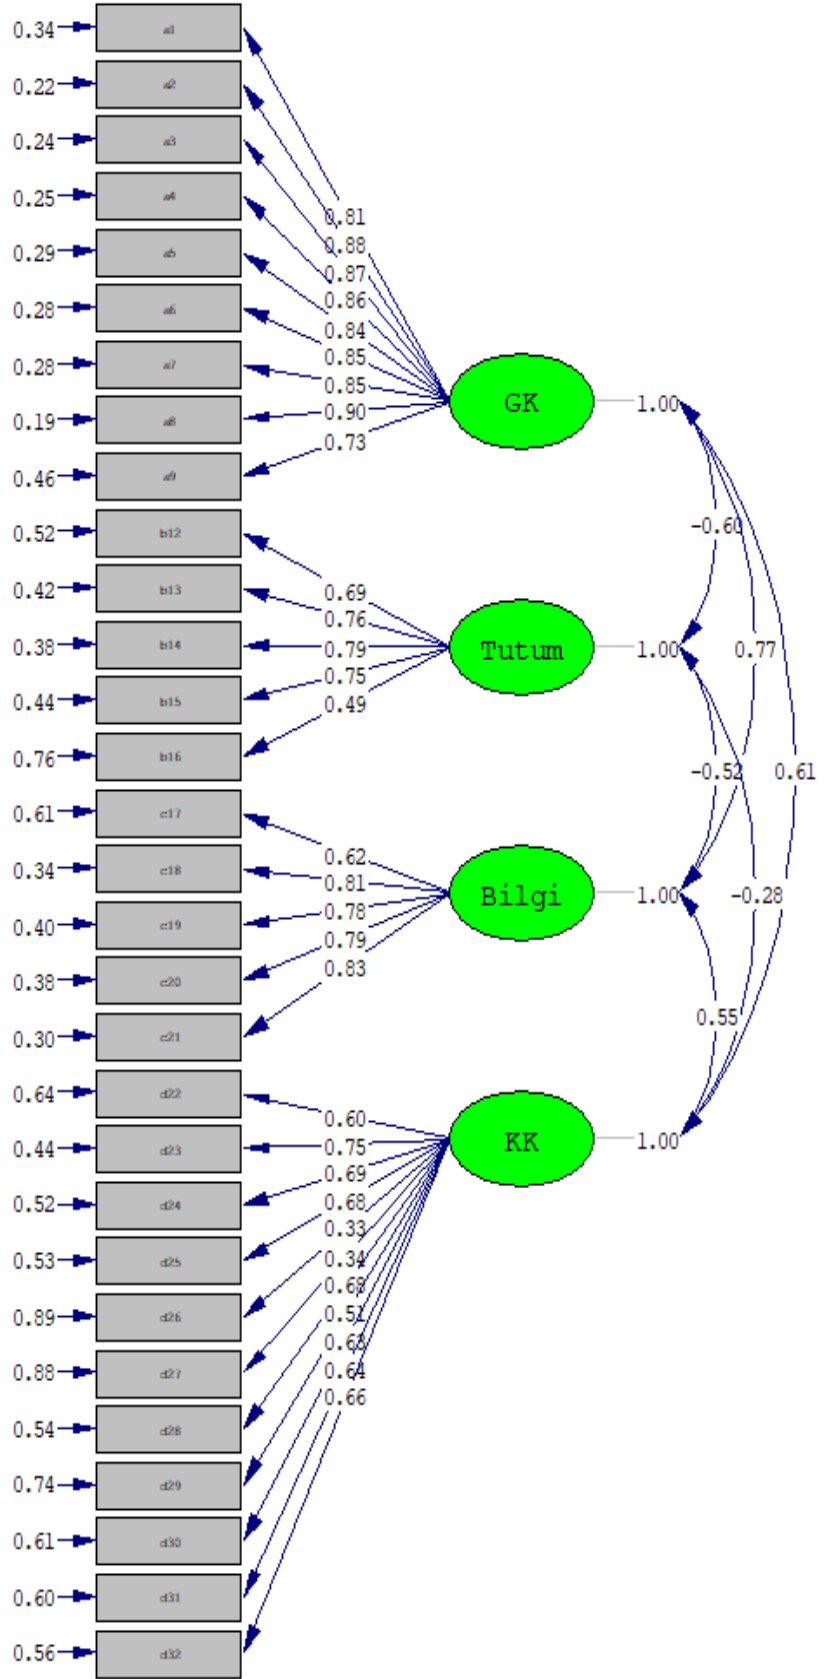 0.34 a1
0.22 a2
0.24 a3
0.25 a4
0.29 a5
0.28 a6
0.28 a7
0.19 a8
0.46 a9
0.52 b12
0.42 b13
0.38 b14
0.44 b15
0.76 b16
0.61 c17
0.34 c18
0.40 c19
0.38 c20
0.30 c21
0.64 d22
0.44 d23
0.52 d24
0.53 d25
0.89 d26
0.88 d27
0.54 d28
0.74 d29
0.61 d30
0.60 d31
0.56 d32
0.81
0.88
0.87
0.86
0.84
0.85
0.85
0.90
0.73
0.69
0.76
0.79
0.75
0.49
0.62
0.81
0.78
0.79
0.83
0.60
0.75
0.69
0.68
0.33
0.34
0.68
0.51
0.63
0.64
0.66
GK 1.00
Tutum 1.00
Bilgi 1.00
KK 1.00
-0.60
0.77
-0.52
0.61
-0.28
0.55